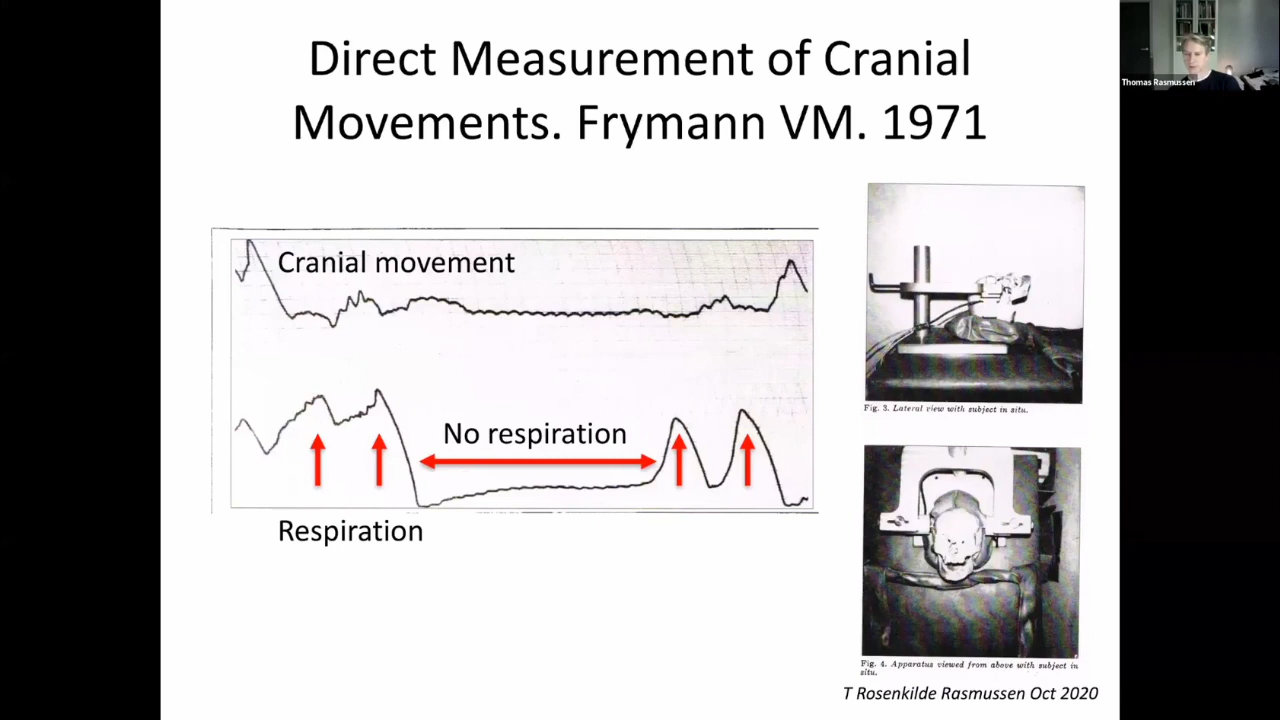 Direct Measurement of Cranial
Movements. Frymann VM. 1971
Thomas Rasmussen
Cranial movement
No respiration
Respiration
Fig. 3. Lateral view with subject in situ.
Fig. 4. Apparatus viewed from above with subject in
situ.
T Rosenkilde Rasmussen Oct 2020